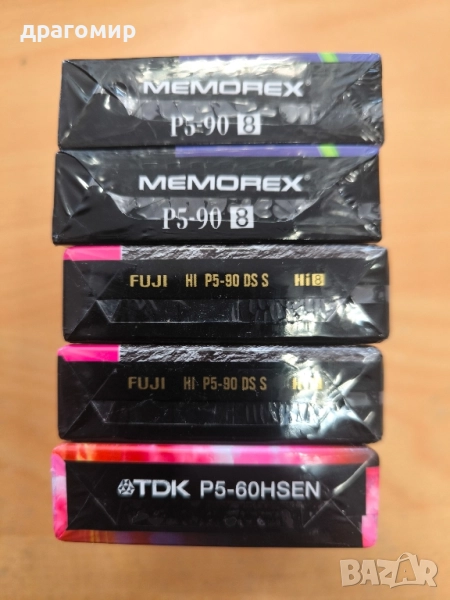 драгомир
MEMOREX
P5-90 8
MEMOREX
P5-90 8
FUJI HI P5-90 DS S Hi8
FUJI HI P5-90 DS S
TDK P5-60HSEN
BAZAR